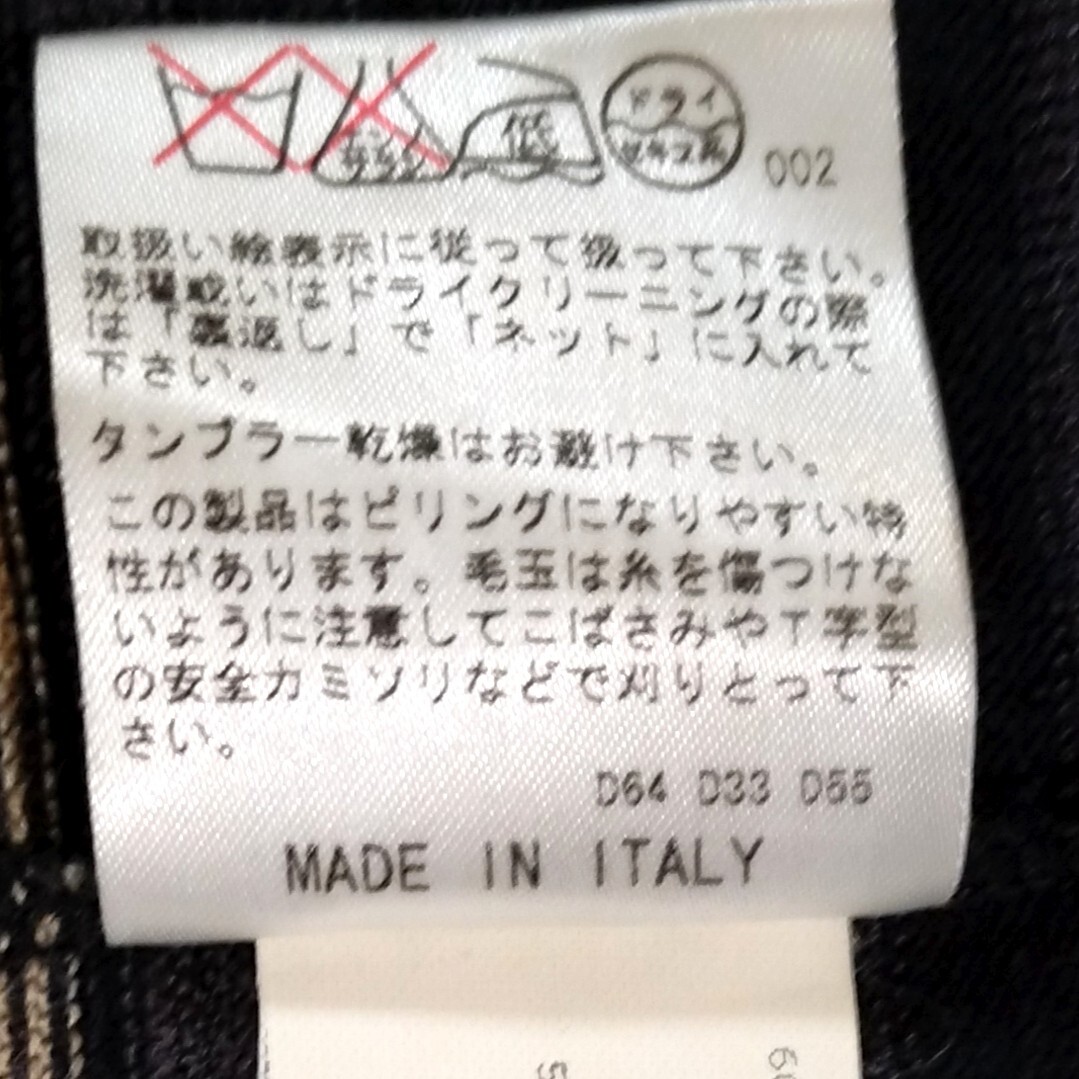 エンソサラシ
低
ドライ
セキユ系
002
取扱い絵表示に従って扱って下さい。
洗濯或いはドライクリーニングの際
は「裏返し」で「ネット」に入れて
下さい。
タンブラー乾燥はお避け下さい。
この製品はピリングになりやすい特
性があります。毛玉は糸を傷つけな
いように注意してこばさみやT字型
の安全カミソリなどで刈りとって下
さい。
D64 D33 D55
MADE IN ITALY